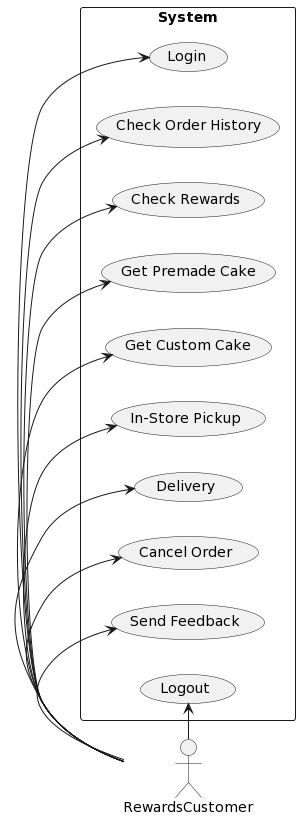 System
Login
Check Order History
Check Rewards
Get Premade Cake
Get Custom Cake
In-Store Pickup
Delivery
Cancel Order
Send Feedback
Logout
RewardsCustomer